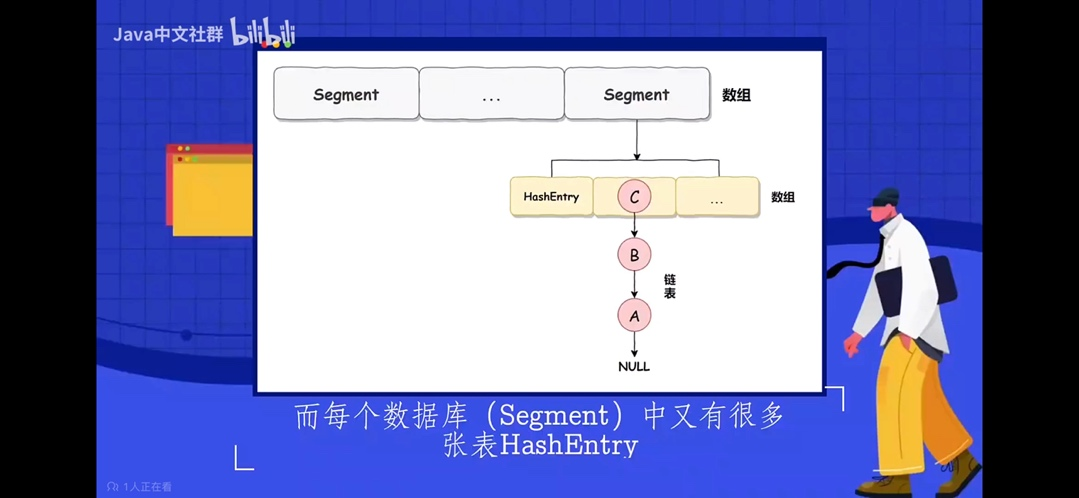 Java中文社群 bilibili
Segment ... Segment 数组
HashEntry C ... 数组
B
链表
A
NULL
而每个数据库（Segment）中又有很多
张表HashEntry
1人正在看